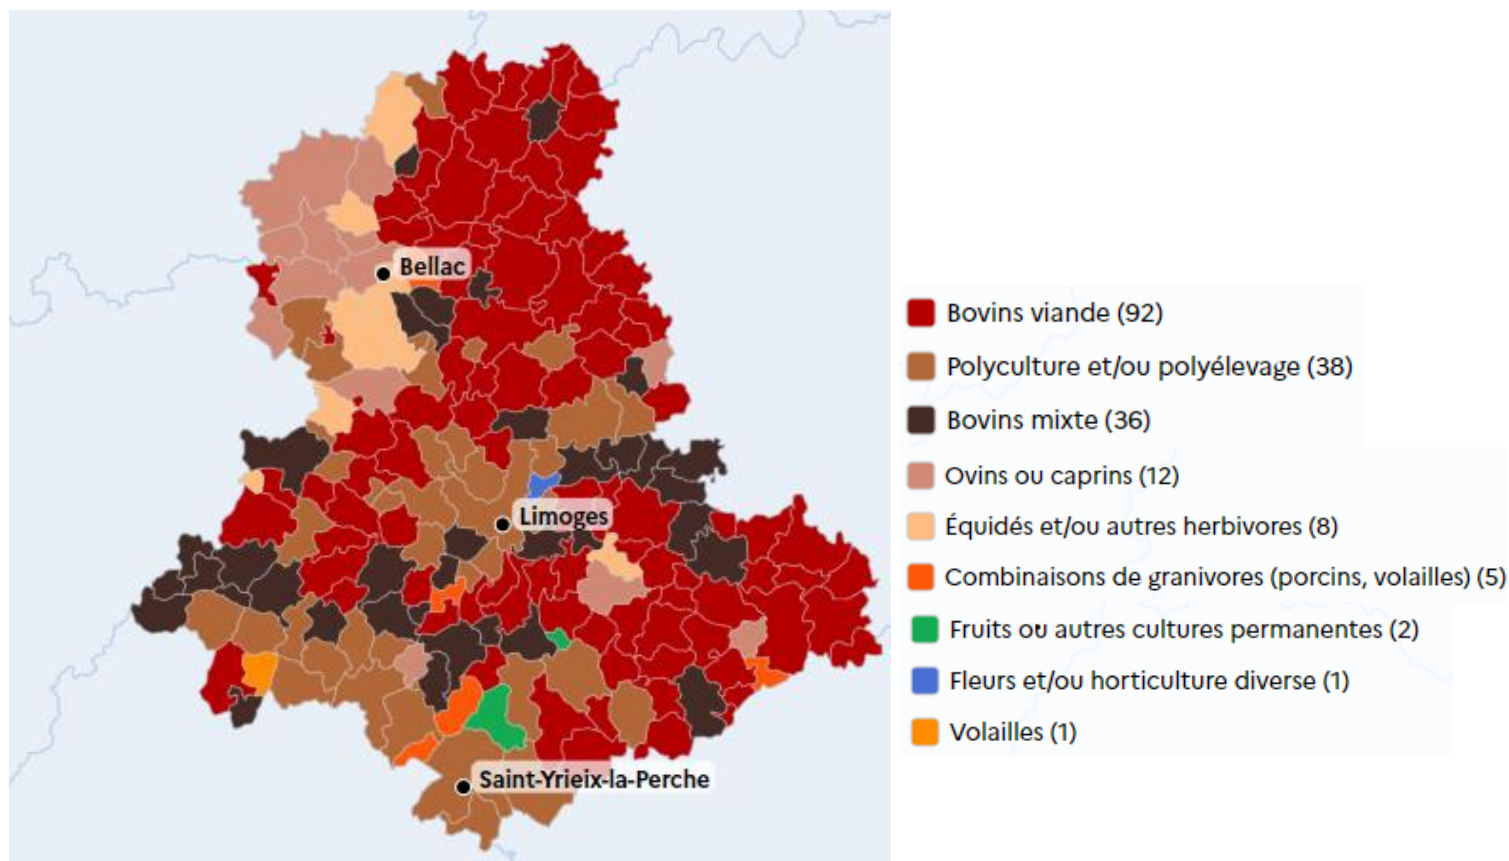 Bellac
Limoges
Saint-Yrieix-la-Perche
Bovins viande (92)
Polyculture et/ou polyélevage (38)
Bovins mixte (36)
Ovins ou caprins (12)
Équidés et/ou autres herbivores (8)
Combinaisons de granivores (porcins, volailles) (5)
Fruits ou autres cultures permanentes (2)
Fleurs et/ou horticulture diverse (1)
Volailles (1)